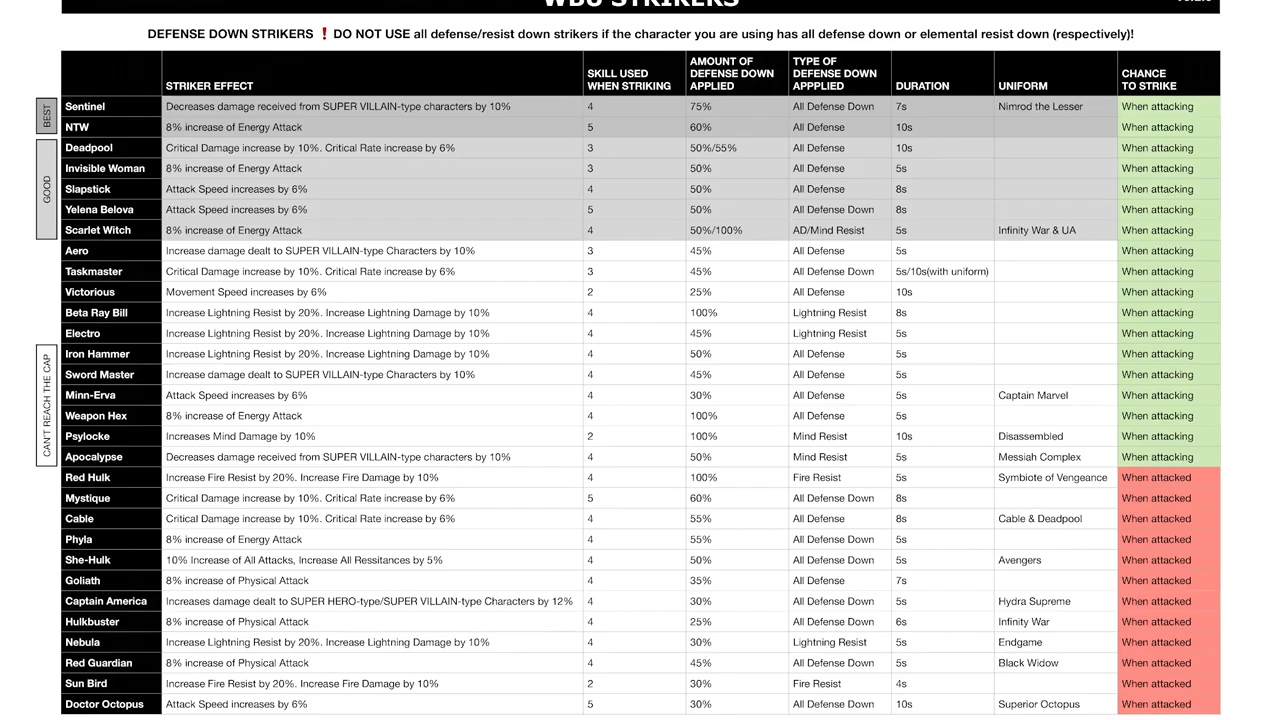 WBU STRIKERS
DEFENSE DOWN STRIKERS ❗ DO NOT USE all defense/resist down strikers if the character you are using has all defense down or elemental resist down (respectively)!
STRIKER EFFECT SKILL USED WHEN STRIKING AMOUNT OF DEFENSE DOWN APPLIED TYPE OF DEFENSE DOWN APPPLIED DURATION UNIFORM CHANCE TO STRIKE
BEST
Sentinel Decreases damage received from SUPER VILLAIN-type characters by 10% 4 75% All Defense Down 7s Nimrod the Lesser When attacking
NTW 8% increase of Energy Attack 5 60% All Defense 10s When attacking
GOOD
Deadpool Critical Damage increase by 10%. Critical Rate increase by 6% 3 50%/55% All Defense 10s When attacking
Invisible Woman 8% increase of Energy Attack 3 50% All Defense 5s When attacking
Slapstick Attack Speed increases by 6% 4 50% All Defense 8s When attacking
Yelena Belova Attack Speed increases by 6% 5 50% All Defense Down 8s When attacking
Scarlet Witch 8% increase of Energy Attack 4 50%/100% AD/Mind Resist 5s Infinity War & UA When attacking
Aero Increase damage dealt to SUPER VILLAIN-type Characters by 10% 3 45% All Defense 5s When attacking
Taskmaster Critical Damage increase by 10%. Critical Rate increase by 6% 3 45% All Defense Down 5s/10s(with uniform) When attacking
Victorious Movement Speed increases by 6% 2 25% All Defense 10s When attacking
Beta Ray Bill Increase Lightning Resist by 20%. Increase Lightning Damage by 10% 4 100% Lightning Resist 8s When attacking
Electro Increase Lightning Resist by 20%. Increase Lightning Damage by 10% 4 45% Lightning Resist 5s When attacking
CAN'T REACH THE CAP
Iron Hammer Increase Lightning Resist by 20%. Increase Lightning Damage by 10% 4 50% All Defense 5s When attacking
Sword Master Increase damage dealt to SUPER VILLAIN-type Characters by 10% 4 45% All Defense 5s When attacking
Minn-Erva Attack Speed increases by 6% 4 30% All Defense 5s Captain Marvel When attacking
Weapon Hex 8% increase of Energy Attack 4 100% All Defense 5s When attacking
Psylocke Increases Mind Damage by 10% 2 100% Mind Resist 10s Disassembled When attacking
Apocalypse Decreases damage received from SUPER VILLAIN-type characters by 10% 4 50% Mind Resist 5s Messiah Complex When attacking
Red Hulk Increase Fire Resist by 20%. Increase Fire Damage by 10% 4 100% Fire Resist 5s Symbiote of Vengeance When attacked
Mystique Critical Damage increase by 10%. Critical Rate increase by 6% 5 60% All Defense Down 8s When attacked
Cable Critical Damage increase by 10%. Critical Rate increase by 6% 4 55% All Defense 8s Cable & Deadpool When attacked
Phyla 8% increase of Energy Attack 4 55% All Defense Down 5s When attacked
She-Hulk 10% Increase of All Attacks, Increase All Ressitances by 5% 4 50% All Defense Down 5s Avengers When attacked
Goliath 8% increase of Physical Attack 4 35% All Defense 7s When attacked
Captain America Increases damage dealt to SUPER HERO-type/SUPER VILLAIN-type Characters by 12% 4 30% All Defense Down 5s Hydra Supreme When attacked
Hulkbuster 8% increase of Physical Attack 4 25% All Defense Down 6s Infinity War When attacked
Nebula Increase Lightning Resist by 20%. Increase Lightning Damage by 10% 4 30% Lightning Resist 5s Endgame When attacked
Red Guardian 8% increase of Physical Attack 4 45% All Defense Down 5s Black Widow When attacked
Sun Bird Increase Fire Resist by 20%. Increase Fire Damage by 10% 2 30% Fire Resist 4s When attacked
Doctor Octopus Attack Speed increases by 6% 5 30% All Defense Down 10s Superior Octopus When attacked